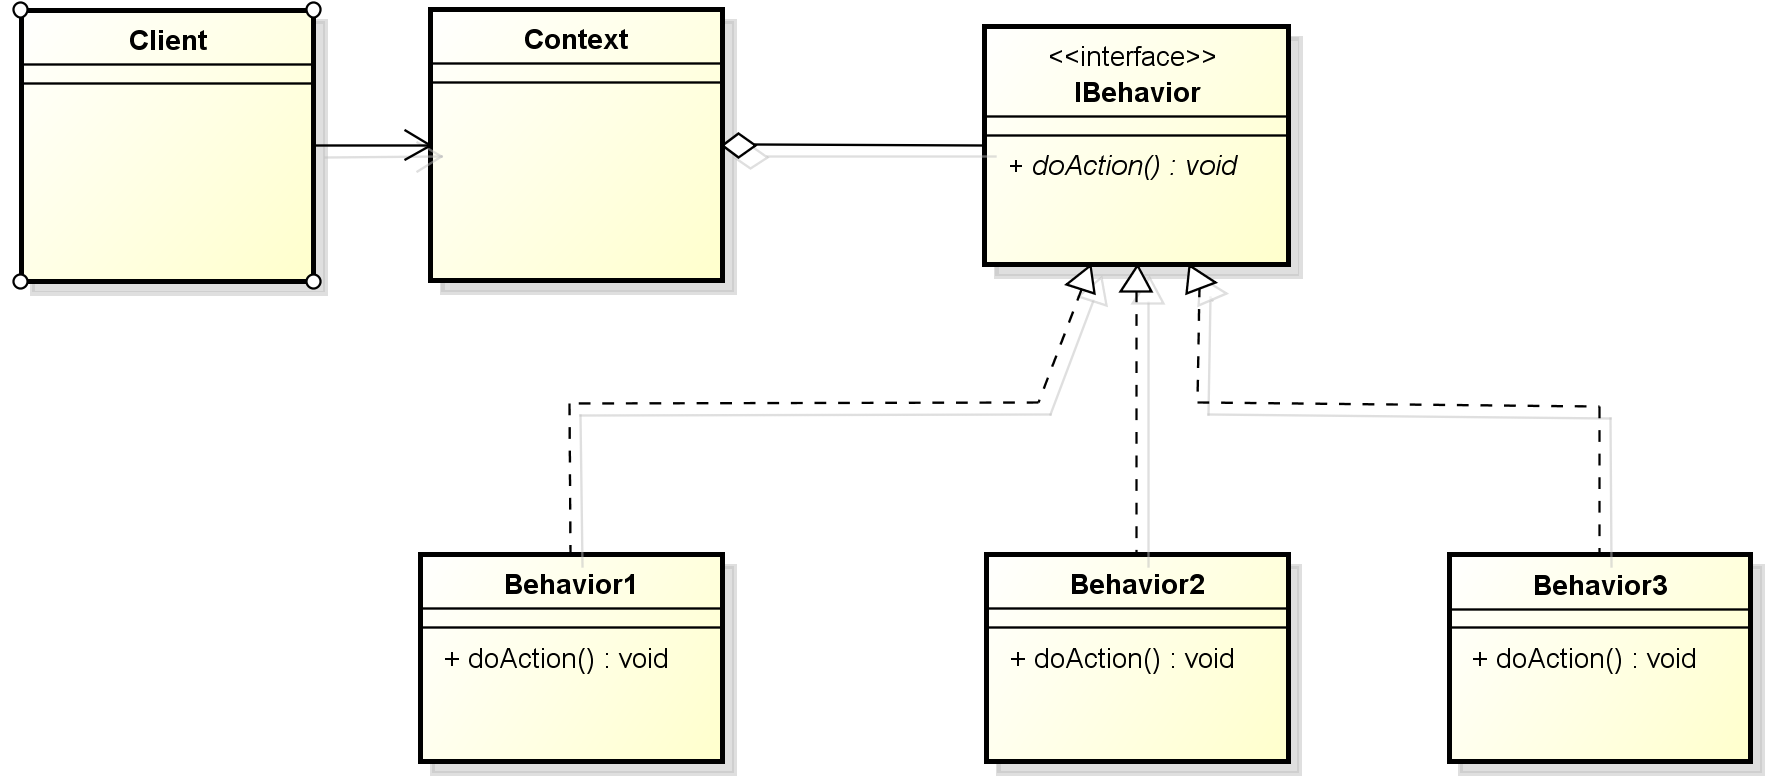 Client
Context
<<interface>>
IBehavior
+ doAction() : void
Behavior1
+ doAction() : void
Behavior2
+ doAction() : void
Behavior3
+ doAction() : void